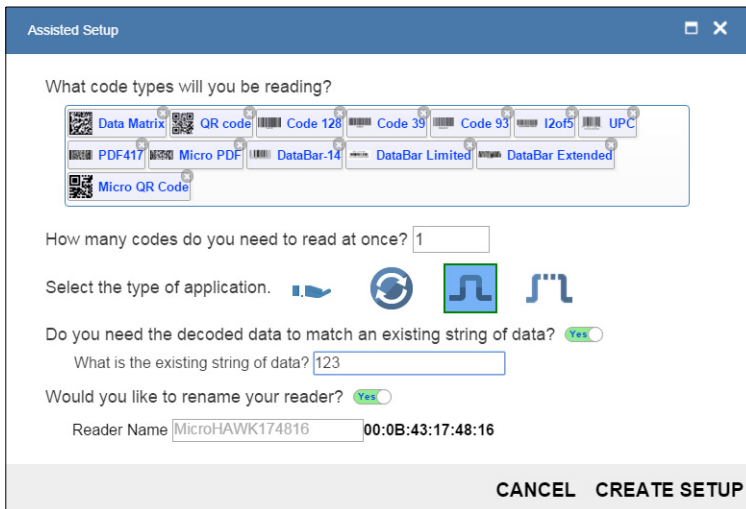 Assisted Setup
What code types will you be reading?
Data Matrix QR code Code 128 Code 39 Code 93 I2of5 UPC
PDF417 Micro PDF DataBar-14 DataBar Limited DataBar Extended
Micro QR Code
How many codes do you need to read at once? 1
Select the type of application.
Do you need the decoded data to match an existing string of data? Yes
What is the existing string of data? 123
Would you like to rename your reader? Yes
Reader Name MicroHAWK174816 00:0B:43:17:48:16
CANCEL CREATE SETUP